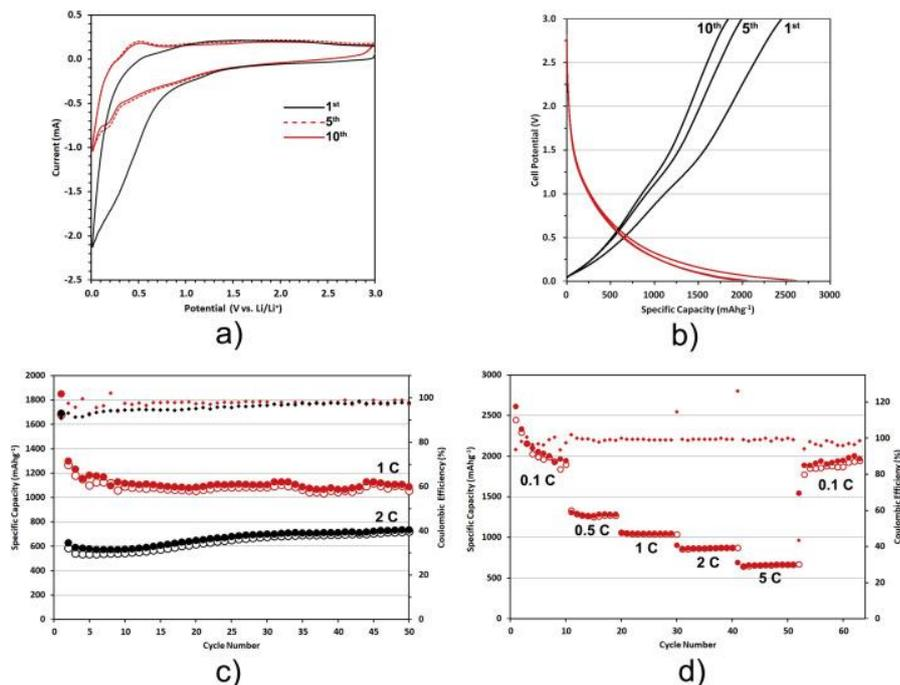 1.0
0.5
0.0
-0.5
-1.0
-1.5
-2.0
-2.5
Current (mA)
1st
5th
10th
0.0 0.5 1.0 1.5 2.0 2.5 3.0
Potential (V vs. Li/Li+)
a)
3.0
2.5
2.0
1.5
1.0
0.5
0.0
Cell Potential (V)
10th 5th 1st
0 500 1000 1500 2000 2500 3000
Specific Capacity (mAhg-1)
b)
2000
1800
1600
1400
1200
1000
800
600
400
200
0
Specific Capacity (mAhg-1)
1 C
2 C
100
80
60
40
20
0
Coulombic Efficiency (%)
0 5 10 15 20 25 30 35 40 45 50
Cycle Number
c)
3000
2500
2000
1500
1000
500
0
Specific Capacity (mAhg-1)
0.1 C
0.5 C
1 C
2 C
5 C
0.1 C
120
100
80
60
40
20
0
Coulombic Efficiency (%)
0 10 20 30 40 50 60
Cycle Number
d)